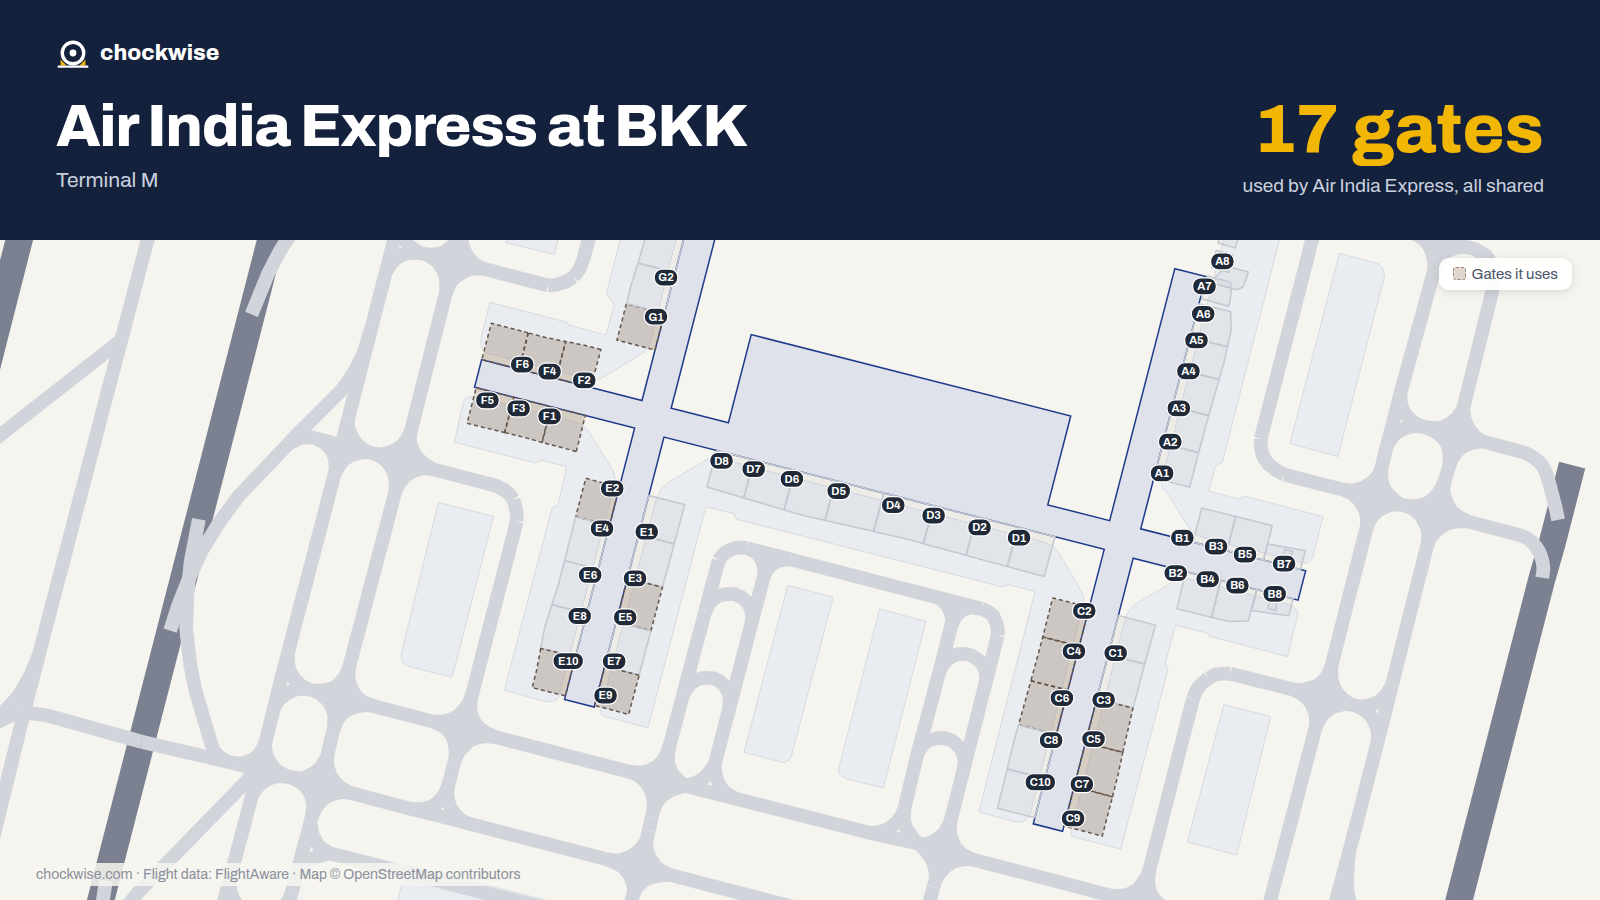 chockwise
Air India Express at BKK
Terminal M
17 gates
used by Air India Express, all shared
Gates it uses
A8
A7
A6
A5
A4
A3
A2
A1
G2
G1
F6
F4
F2
F5
F3
F1
D8
D7
D6
D5
D4
D3
D2
D1
E2
E4
E1
E6
E3
E8
E5
E10
E7
E9
B1
B3
B5
B7
B2
B4
B6
B8
C2
C4
C1
C6
C3
C8
C5
C10
C7
C9
chockwise.com · Flight data: FlightAware · Map © OpenStreetMap contributors